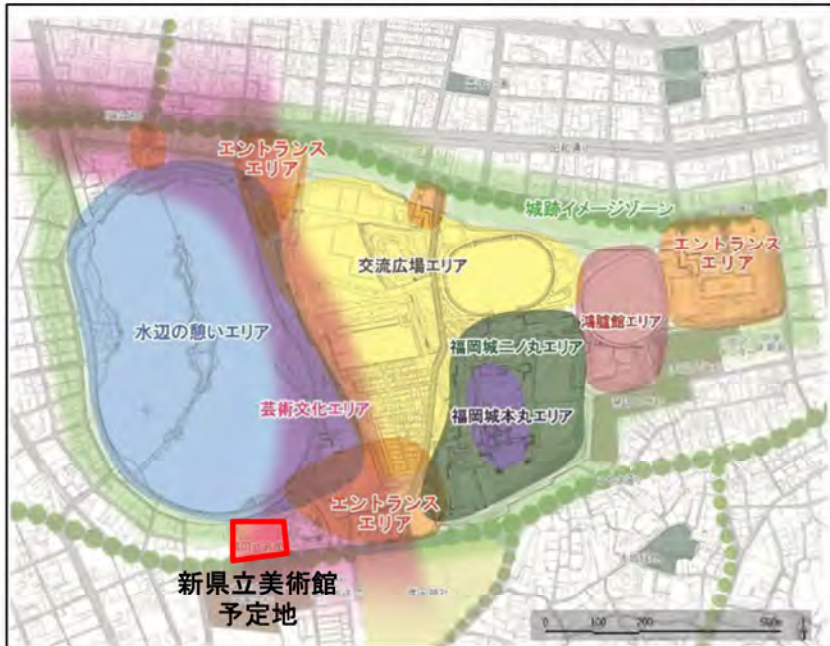 エントランス
エリア
城跡イメージゾーン
エントランス
エリア
交流広場エリア
鴻臚館エリア
水辺の憩いエリア
福岡城二ノ丸エリア
芸術文化エリア
福岡城本丸エリア
エントランス
エリア
新県立美術館
予定地
0 100 200 500m